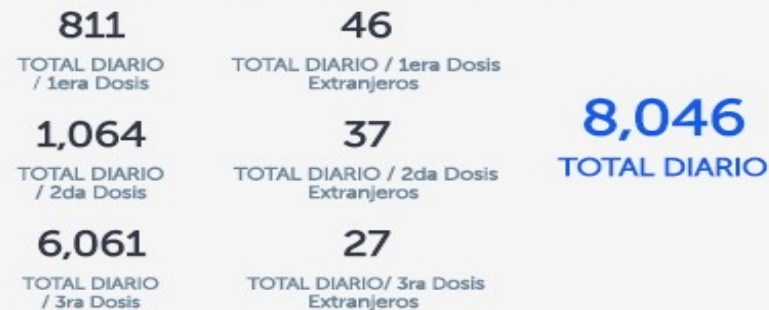 811
TOTAL DIARIO
/ 1era Dosis
46
TOTAL DIARIO / 1era Dosis
Extranjeros
1,064
TOTAL DIARIO
/ 2da Dosis
37
TOTAL DIARIO / 2da Dosis
Extranjeros
6,061
TOTAL DIARIO
/ 3ra Dosis
27
TOTAL DIARIO/ 3ra Dosis
Extranjeros
8,046
TOTAL DIARIO